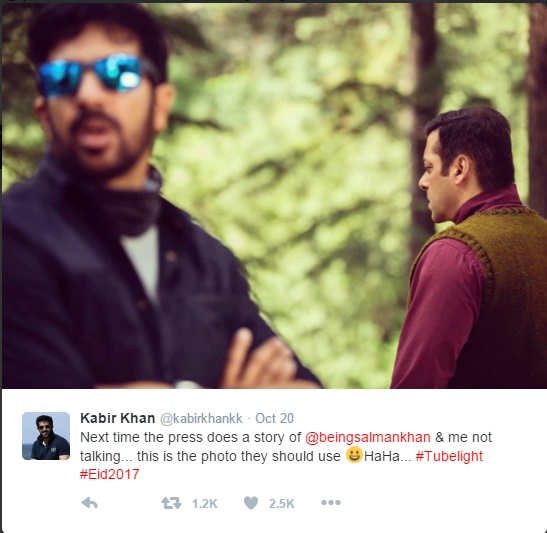 Kabir Khan @kabirkhankk · Oct 20
Next time the press does a story of @beingsalmankhan & me not
talking... this is the photo they should use 😀HaHa... #Tubelight
#Eid2017
1.2K 2.5K